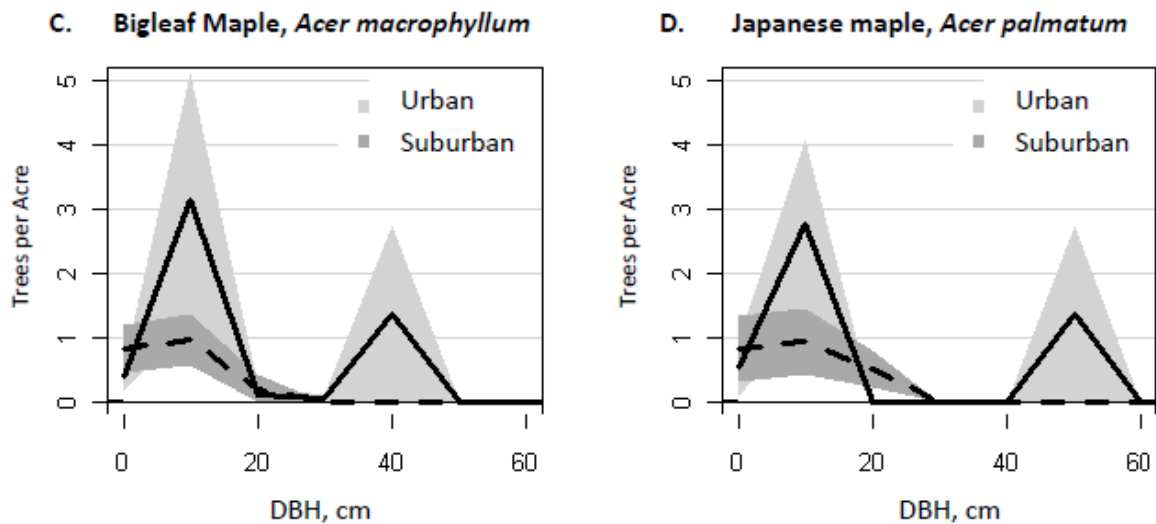 C. Bigleaf Maple, Acer macrophyllum
Trees per Acre
5
4
3
2
1
0
Urban
Suburban
0 20 40 60
DBH, cm
D. Japanese maple, Acer palmatum
Trees per Acre
5
4
3
2
1
0
Urban
Suburban
0 20 40 60
DBH, cm